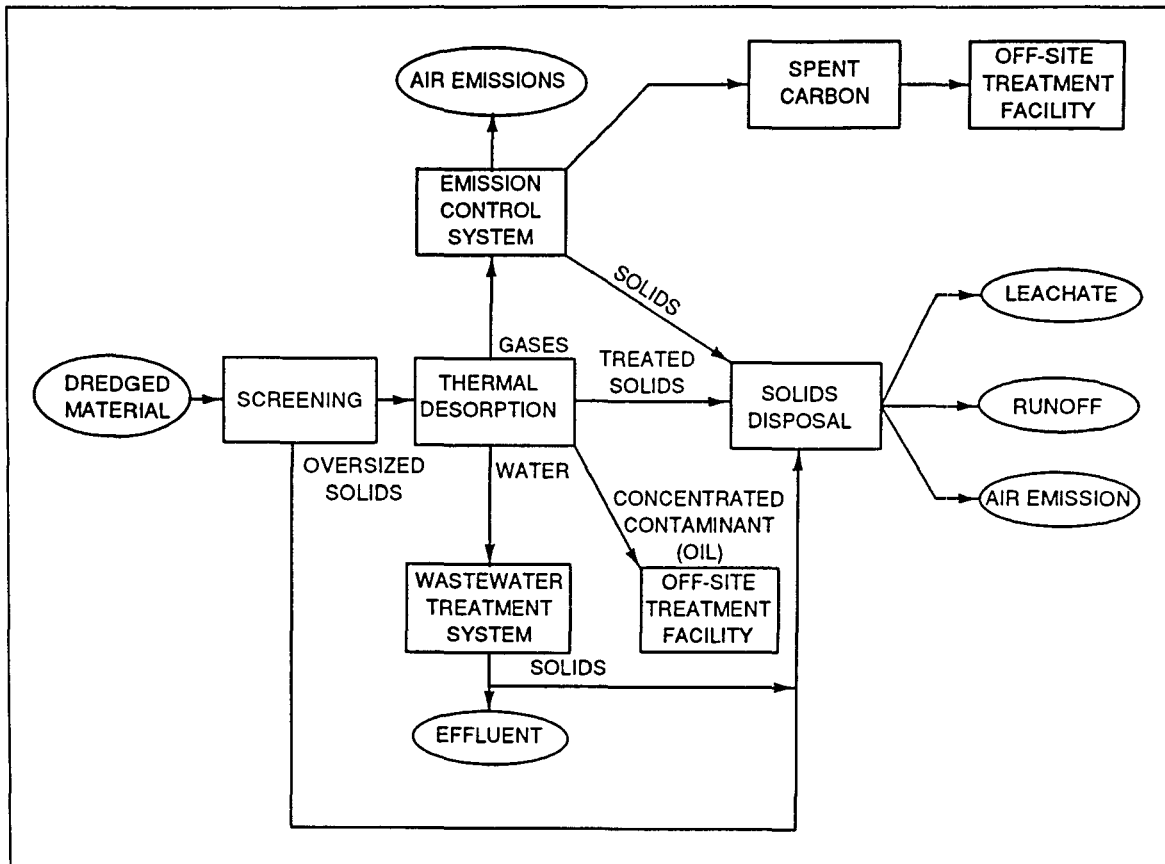 AIR EMISSIONS
SPENT
CARBON
OFF-SITE
TREATMENT
FACILITY
EMISSION
CONTROL
SYSTEM
SOLIDS
LEACHATE
GASES
TREATED
SOLIDS
DREDGED
MATERIAL
SCREENING
THERMAL
DESORPTION
SOLIDS
DISPOSAL
RUNOFF
OVERSIZED
SOLIDS
WATER
CONCENTRATED
CONTAMINANT
(OIL)
AIR EMISSION
WASTEWATER
TREATMENT
SYSTEM
OFF-SITE
TREATMENT
FACILITY
SOLIDS
EFFLUENT